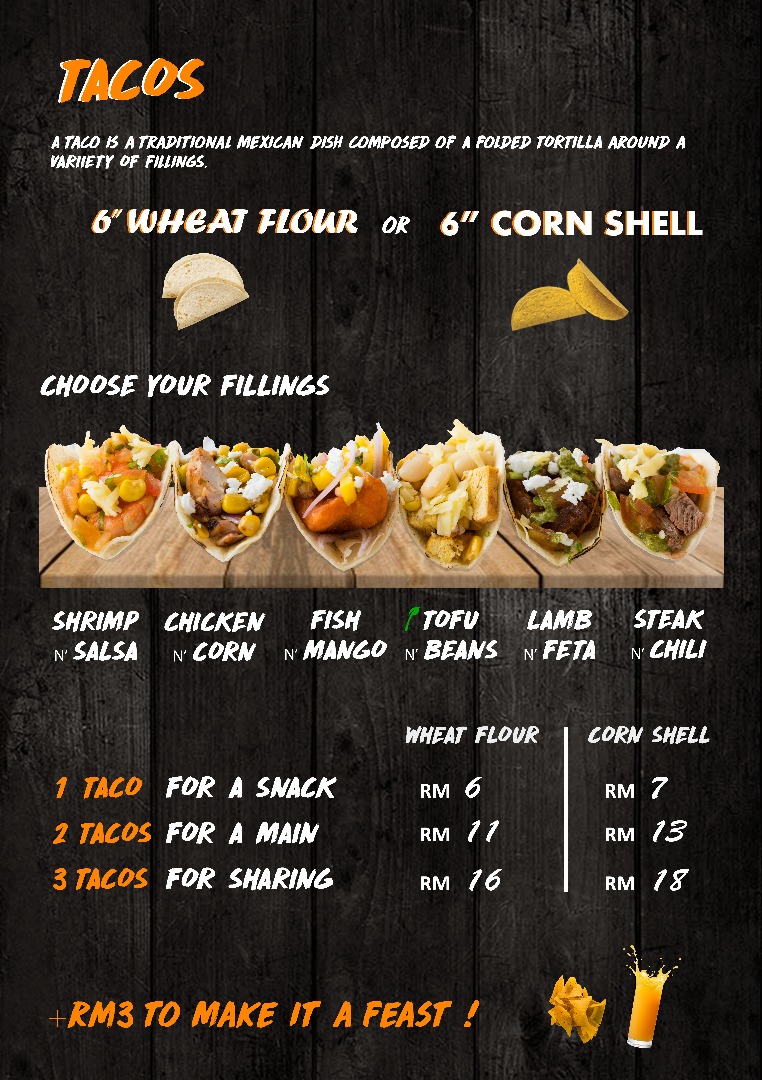 TACOS
A TACO IS A TRADITIONAL MEXICAN DISH COMPOSED OF A FOLDED TORTILLA AROUND A
VARIIETY OF FILLINGS.
6" WHEAT FLOUR OR 6" CORN SHELL
CHOOSE YOUR FILLINGS
SHRIMP CHICKEN FISH TOFU LAMB STEAK
N' SALSA N' CORN N' MANGO N' BEANS N' FETA N' CHILI
WHEAT FLOUR CORN SHELL
1 TACO FOR A SNACK RM 6 RM 7
2 TACOS FOR A MAIN RM 11 RM 13
3 TACOS FOR SHARING RM 16 RM 18
+RM3 TO MAKE IT A FEAST !